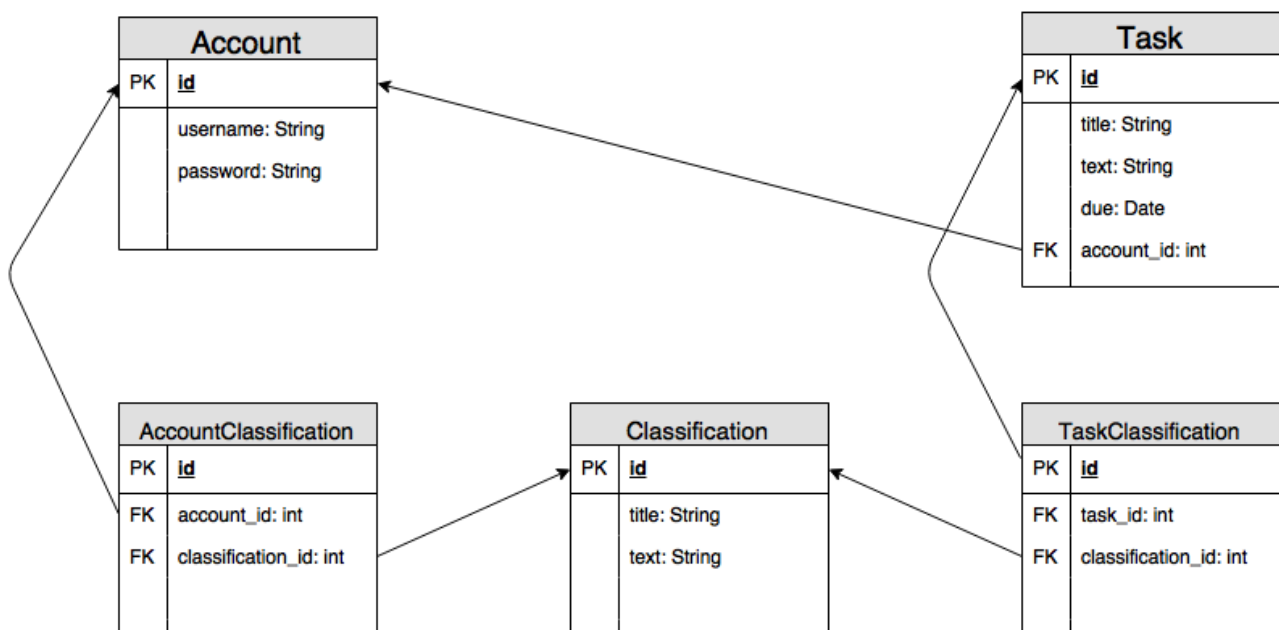 Account
PK id
username: String
password: String
Task
PK id
title: String
text: String
due: Date
FK account_id: int
AccountClassification
PK id
FK account_id: int
FK classification_id: int
Classification
PK id
title: String
text: String
TaskClassification
PK id
FK task_id: int
FK classification_id: int